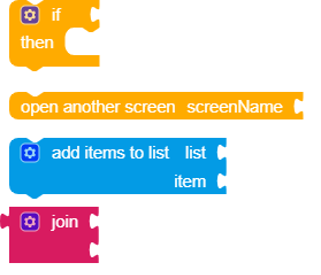 if
then
open another screen screenName
add items to list list
item
join